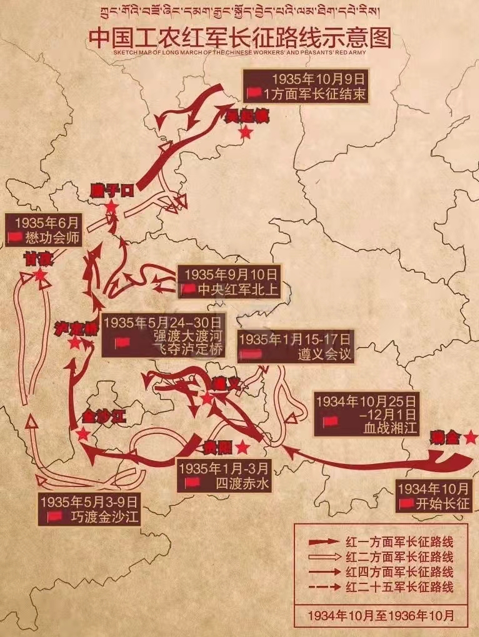 中国工农红军长征路线示意图
SKETCH MAP OF LONG MARCH OF THE CHINESE WORKERS' AND PEASANTS' RED ARMY
1935年10月9日
1方面军长征结束
吴起镇
腊子口
1935年6月
懋功会师
甘孜
1935年9月10日
中央红军北上
泸定桥
1935年5月24-30日
强渡大渡河
飞夺泸定桥
1935年1月15-17日
遵义会议
遵义
1934年10月25日
-12月1日
血战湘江
金沙江
贵阳
瑞金
1935年1月-3月
四渡赤水
1934年10月
开始长征
1935年5月3-9日
巧渡金沙江
红一方面军长征路线
红二方面军长征路线
红四方面军长征路线
红二十五军长征路线
1934年10月至1936年10月